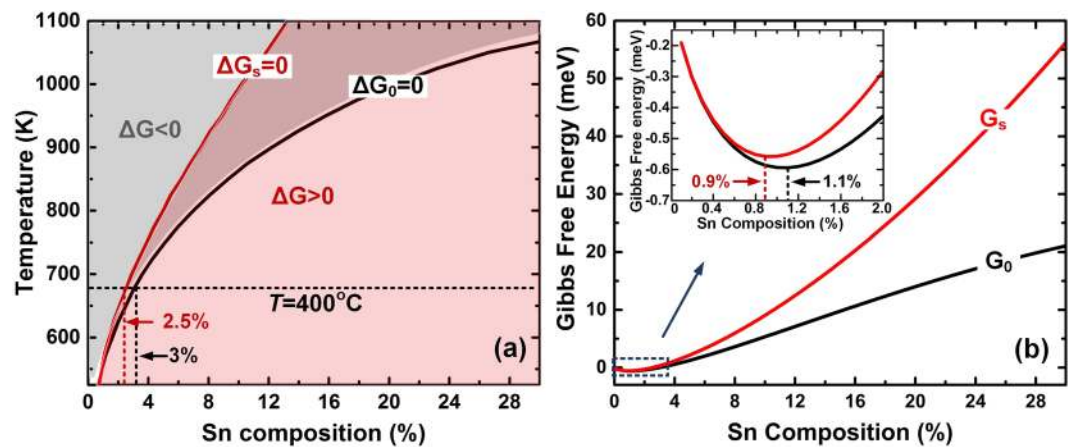 1100
1000
900
800
700
600
Temperature (K)
ΔG<0
ΔGs=0
ΔG0=0
ΔG>0
T=400°C
2.5%
3%
(a)
0 4 8 12 16 20 24 28
Sn composition (%)
60
50
40
30
20
10
0
Gibbs Free Energy (meV)
-0.2
-0.3
-0.4
-0.5
-0.6
-0.7
Gibbs Free energy (meV)
0.9%
1.1%
0 0.4 0.8 1.2 1.6 2.0
Sn Composition (%)
Gs
G0
(b)
0 4 8 12 16 20 24 28
Sn Composition (%)